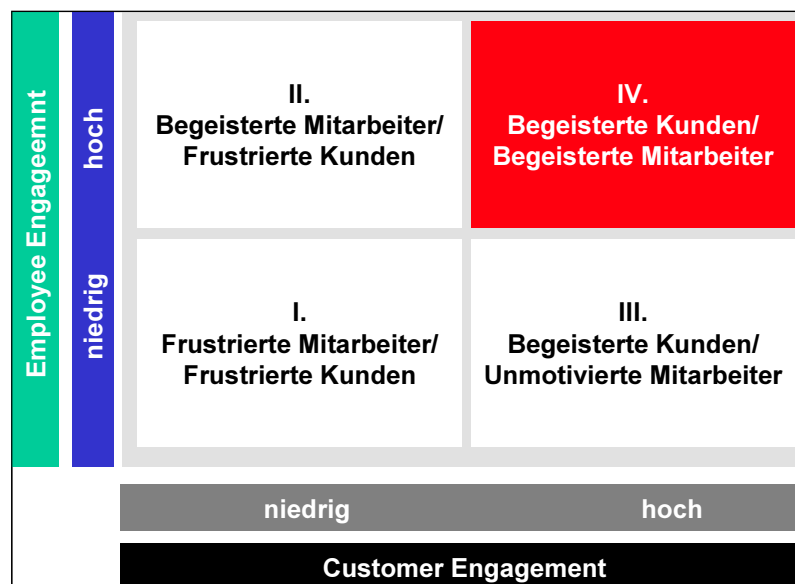 Employee Engageemnt
hoch
niedrig
II.
Begeisterte Mitarbeiter/
Frustrierte Kunden
IV.
Begeisterte Kunden/
Begeisterte Mitarbeiter
I.
Frustrierte Mitarbeiter/
Frustrierte Kunden
III.
Begeisterte Kunden/
Unmotivierte Mitarbeiter
niedrig
hoch
Customer Engagement